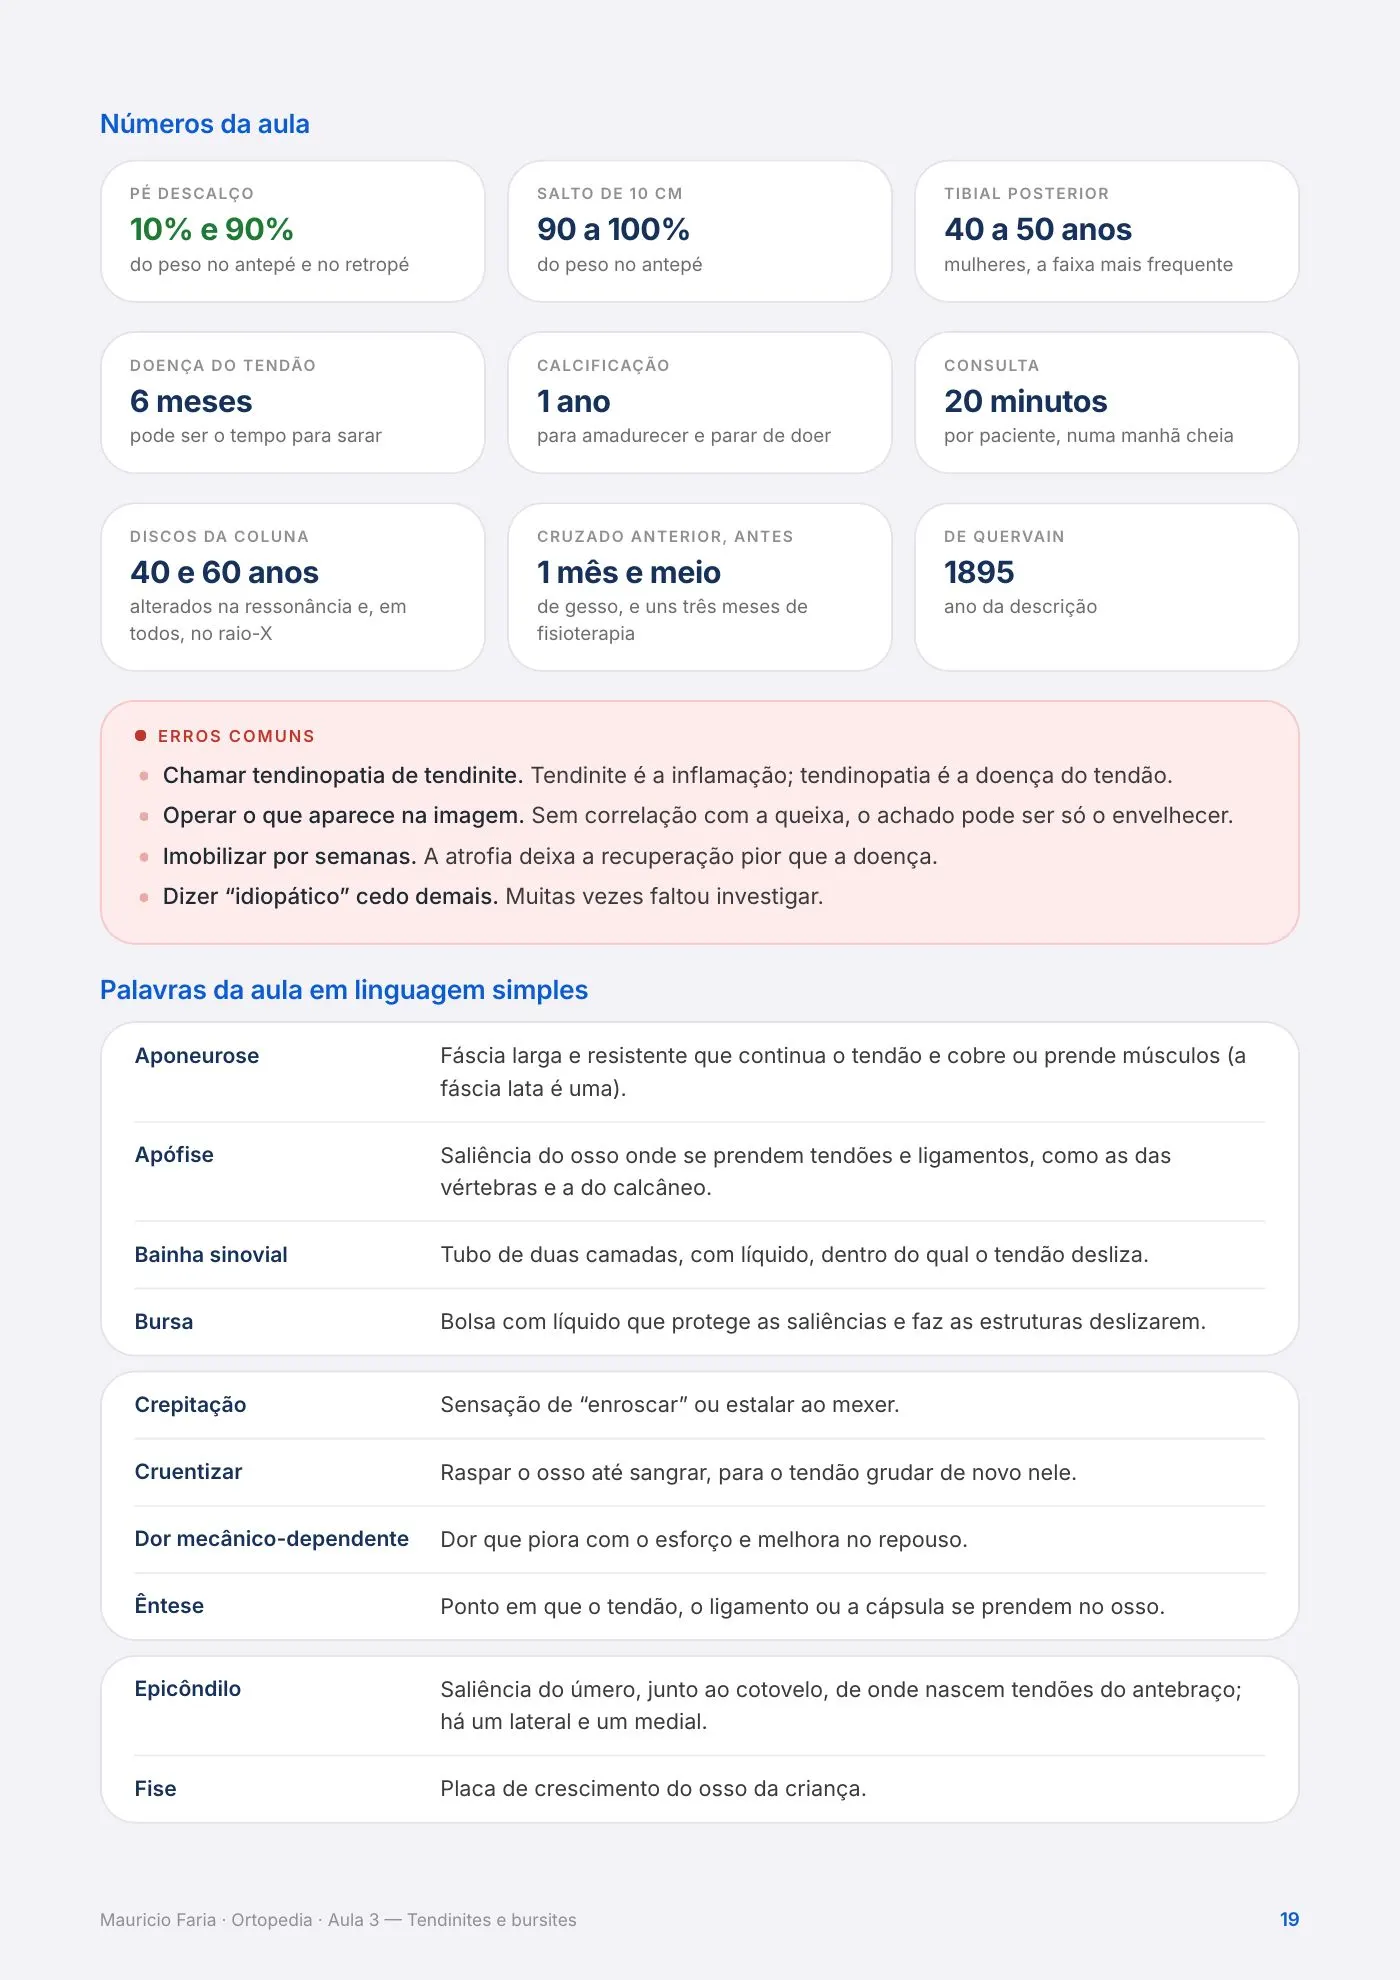 Números da aula
PÉ DESCALÇO
10% e 90%
do peso no antepé e no retropé
SALTO DE 10 CM
90 a 100%
do peso no antepé
TIBIAL POSTERIOR
40 a 50 anos
mulheres, a faixa mais frequente
DOENÇA DO TENDÃO
6 meses
pode ser o tempo para sarar
CALCIFICAÇÃO
1 ano
para amadurecer e parar de doer
CONSULTA
20 minutos
por paciente, numa manhã cheia
DISCOS DA COLUNA
40 e 60 anos
alterados na ressonância e, em
todos, no raio-X
CRUZADO ANTERIOR, ANTES
1 mês e meio
de gesso, e uns três meses de
fisioterapia
DE QUERVAIN
1895
ano da descrição
ERROS COMUNS
Chamar tendinopatia de tendinite. Tendinite é a inflamação; tendinopatia é a doença do tendão.
Operar o que aparece na imagem. Sem correlação com a queixa, o achado pode ser só o envelhecer.
Imobilizar por semanas. A atrofia deixa a recuperação pior que a doença.
Dizer “idiopático” cedo demais. Muitas vezes faltou investigar.
Palavras da aula em linguagem simples
Aponeurose
Fáscia larga e resistente que continua o tendão e cobre ou prende músculos (a
fáscia lata é uma).
Apófise
Saliência do osso onde se prendem tendões e ligamentos, como as das
vértebras e a do calcâneo.
Bainha sinovial
Tubo de duas camadas, com líquido, dentro do qual o tendão desliza.
Bursa
Bolsa com líquido que protege as saliências e faz as estruturas deslizarem.
Crepitação
Sensação de “enroscar” ou estalar ao mexer.
Cruentizar
Raspar o osso até sangrar, para o tendão grudar de novo nele.
Dor mecânico-dependente
Dor que piora com o esforço e melhora no repouso.
Êntese
Ponto em que o tendão, o ligamento ou a cápsula se prendem no osso.
Epicôndilo
Saliência do úmero, junto ao cotovelo, de onde nascem tendões do antebraço;
há um lateral e um medial.
Fise
Placa de crescimento do osso da criança.
Mauricio Faria · Ortopedia · Aula 3 — Tendinites e bursites
19